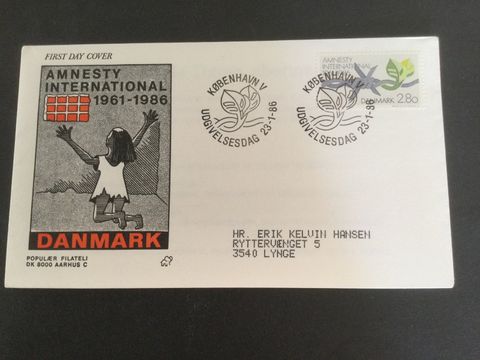 FIRST DAY COVER
AMNESTY
INTERNATIONAL
1961-1986
DANMARK
POPULÆR FILATELI
DK 8000 AARHUS C
KØBENHAVN V
UDGIVELSESDAG 23-1-86
KØBENHAVN V
UDGIVELSESDAG 23-1-86
AMNESTY
INTERNATIONAL
DANMARK 2.80
HR. ERIK KELVIN HANSEN
RYTTERVÆNGET 5
3540 LYNGE